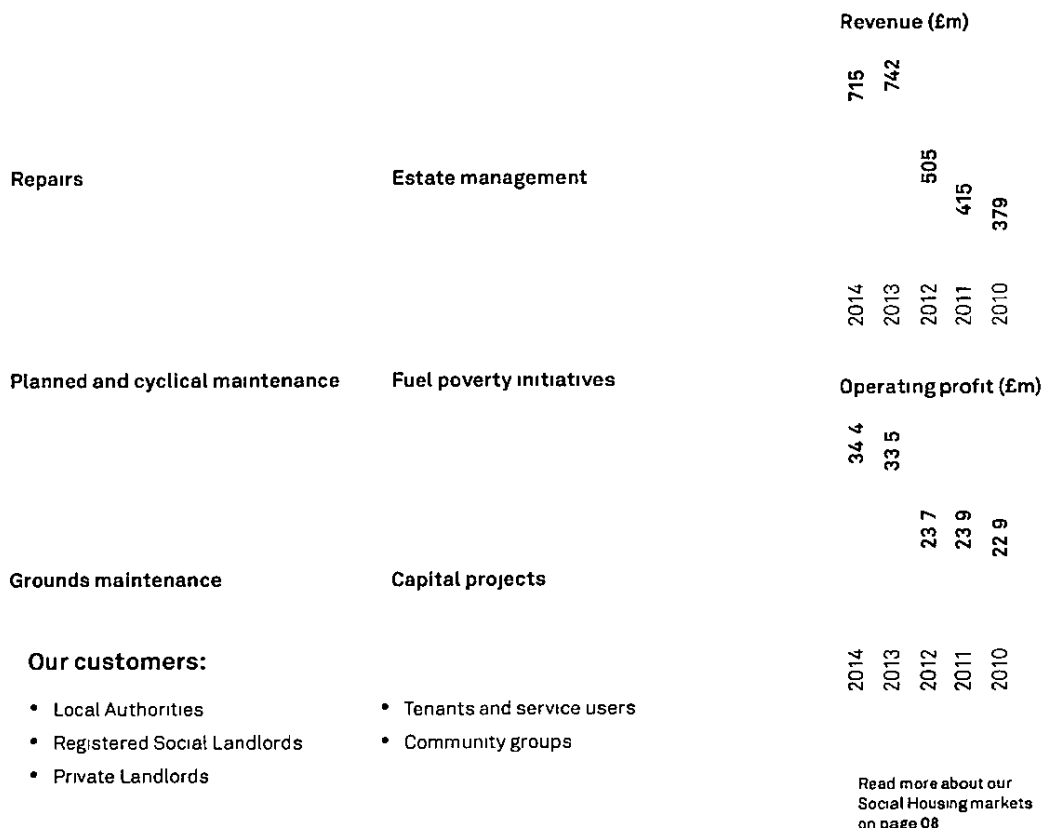 Repairs
Estate management
Planned and cyclical maintenance
Fuel poverty initiatives
Grounds maintenance
Capital projects
Our customers:
• Local Authorities
• Registered Social Landlords
• Private Landlords
• Tenants and service users
• Community groups
Revenue (£m)
715
742
505
415
379
2014
2013
2012
2011
2010
Operating profit (£m)
34 4
33 5
23 7
23 9
22 9
2014
2013
2012
2011
2010
Read more about our
Social Housing markets
on page 08